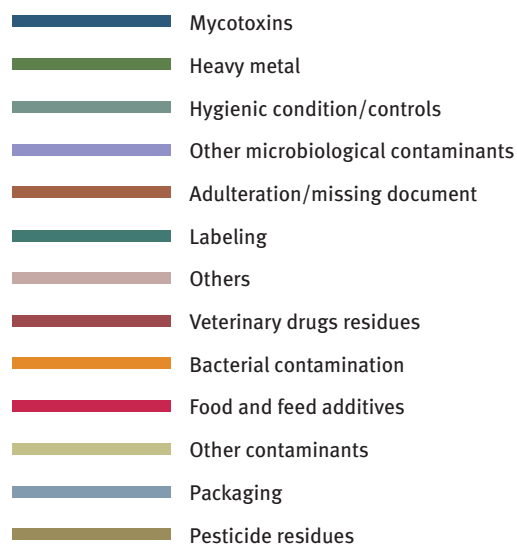 Mycotoxins
Heavy metal
Hygienic condition/controls
Other microbiological contaminants
Adulteration/missing document
Labeling
Others
Veterinary drugs residues
Bacterial contamination
Food and feed additives
Other contaminants
Packaging
Pesticide residues